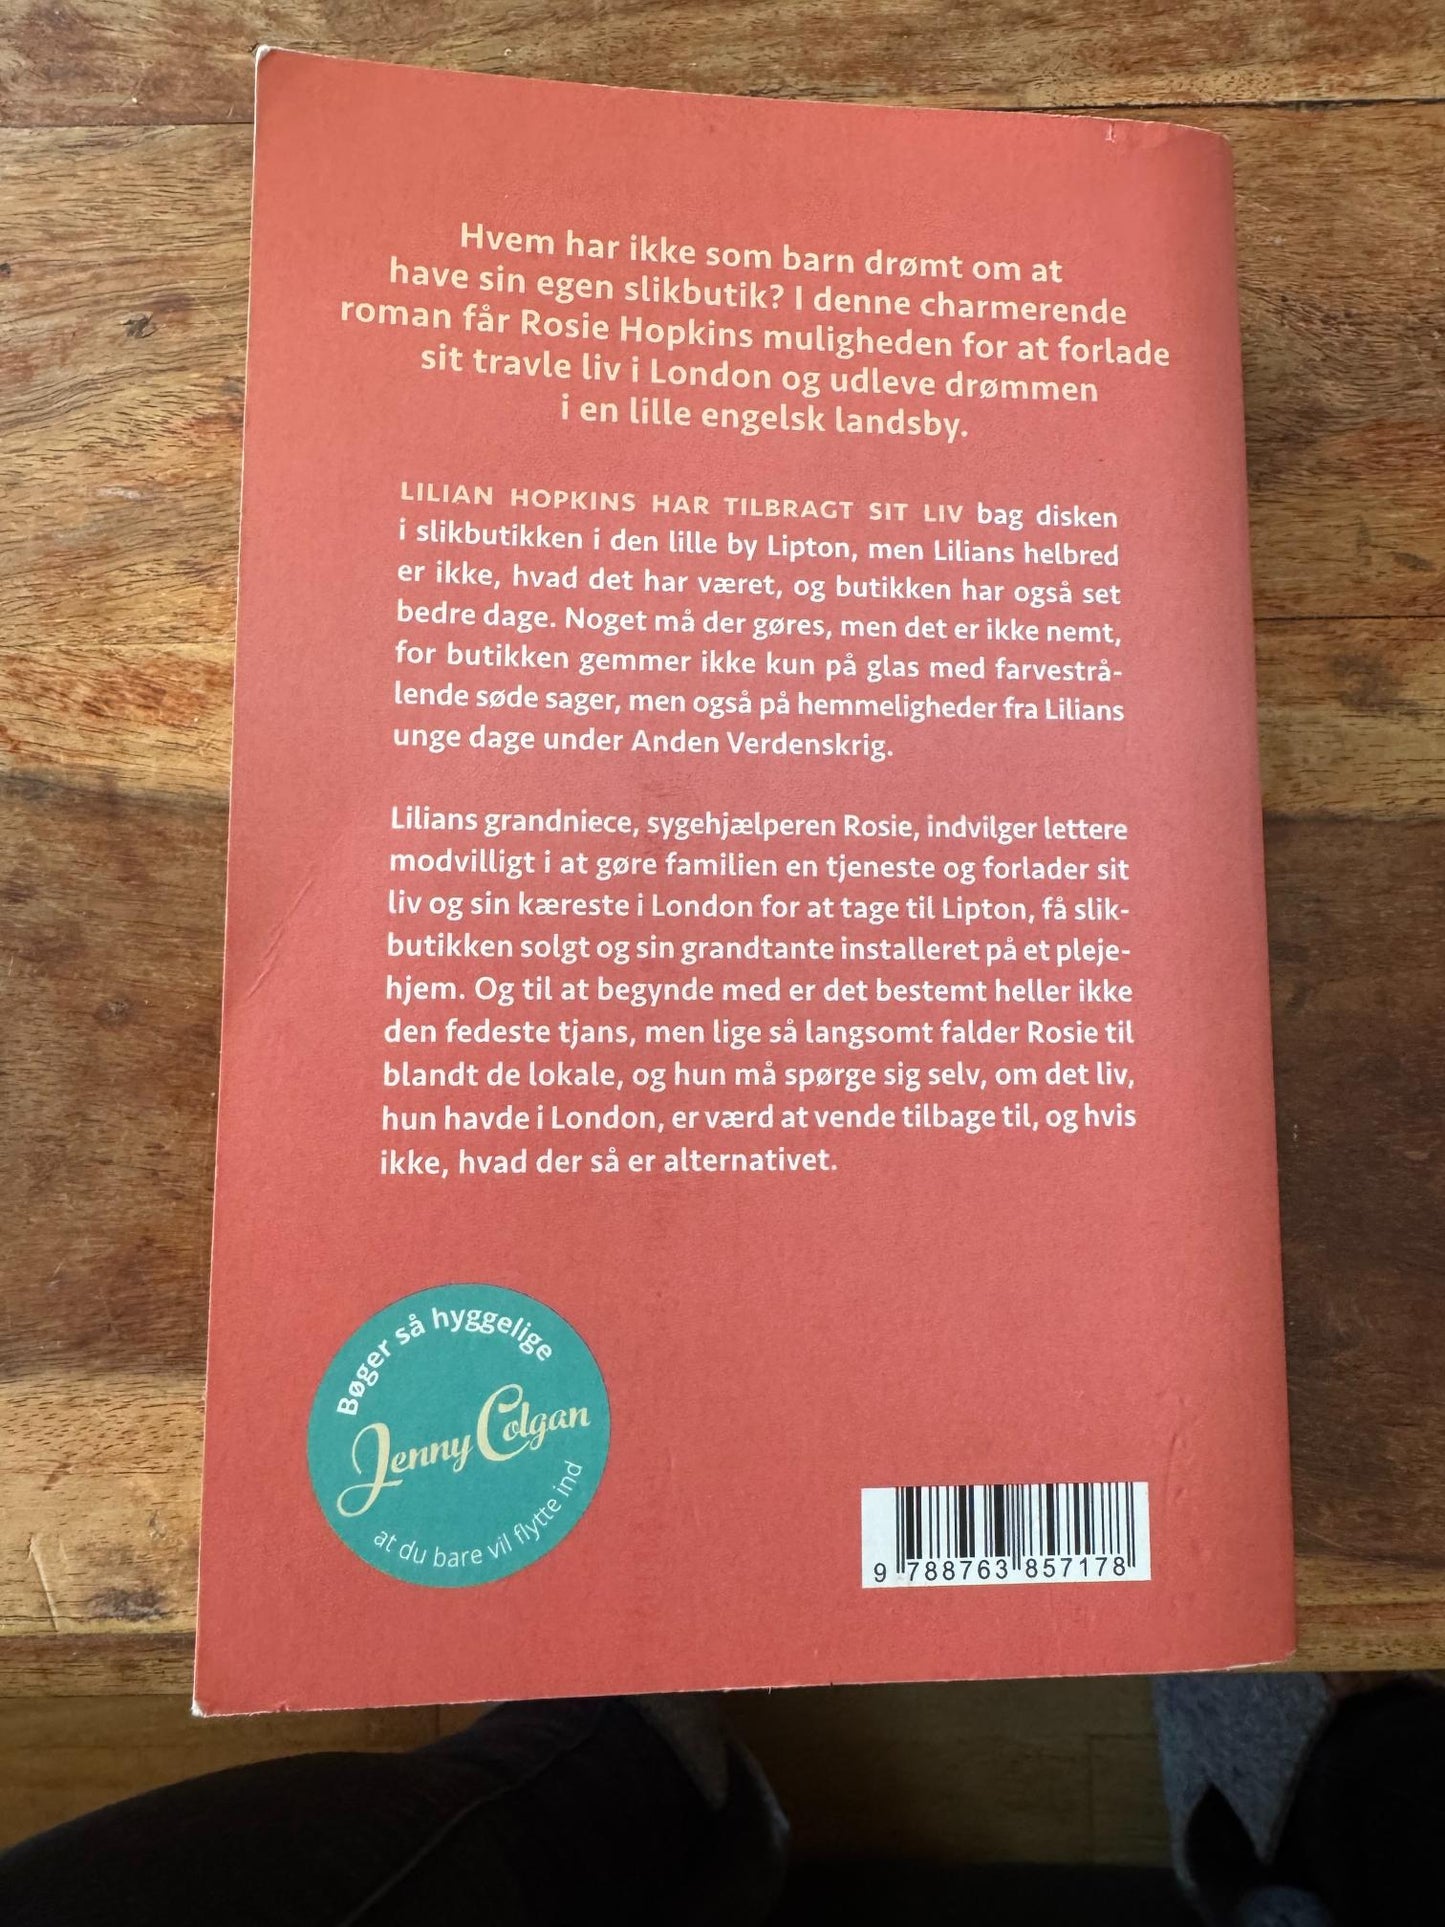 Hvem har ikke som barn drømt om at
have sin egen slikbutik? I denne charmerende
roman får Rosie Hopkins muligheden for at forlade
sit travle liv i London og udleve drømmen
i en lille engelsk landsby.
LILIAN HOPKINS HAR TILBRAGT SIT LIV bag disken
i slikbutikken i den lille by Lipton, men Lilians helbred
er ikke, hvad det har været, og butikken har også set
bedre dage. Noget må der gøres, men det er ikke nemt,
for butikken gemmer ikke kun på glas med farvestrå-
lende søde sager, men også på hemmeligheder fra Lilians
unge dage under Anden Verdenskrig.
Lilians grandniece, sygehjælperen Rosie, indvilger lettere
modvilligt i at gøre familien en tjeneste og forlader sit
liv og sin kæreste i London for at tage til Lipton, få slik-
butikken solgt og sin grandtante installeret på et pleje-
hjem. Og til at begynde med er det bestemt heller ikke
den fedeste tjans, men lige så langsomt falder Rosie til
blandt de lokale, og hun må spørge sig selv, om det liv,
hun havde i London, er værd at vende tilbage til, og hvis
ikke, hvad der så er alternativet.
Bøger så hyggelige
Jenny Colgan
at du bare vil flytte ind
9 788763 857178